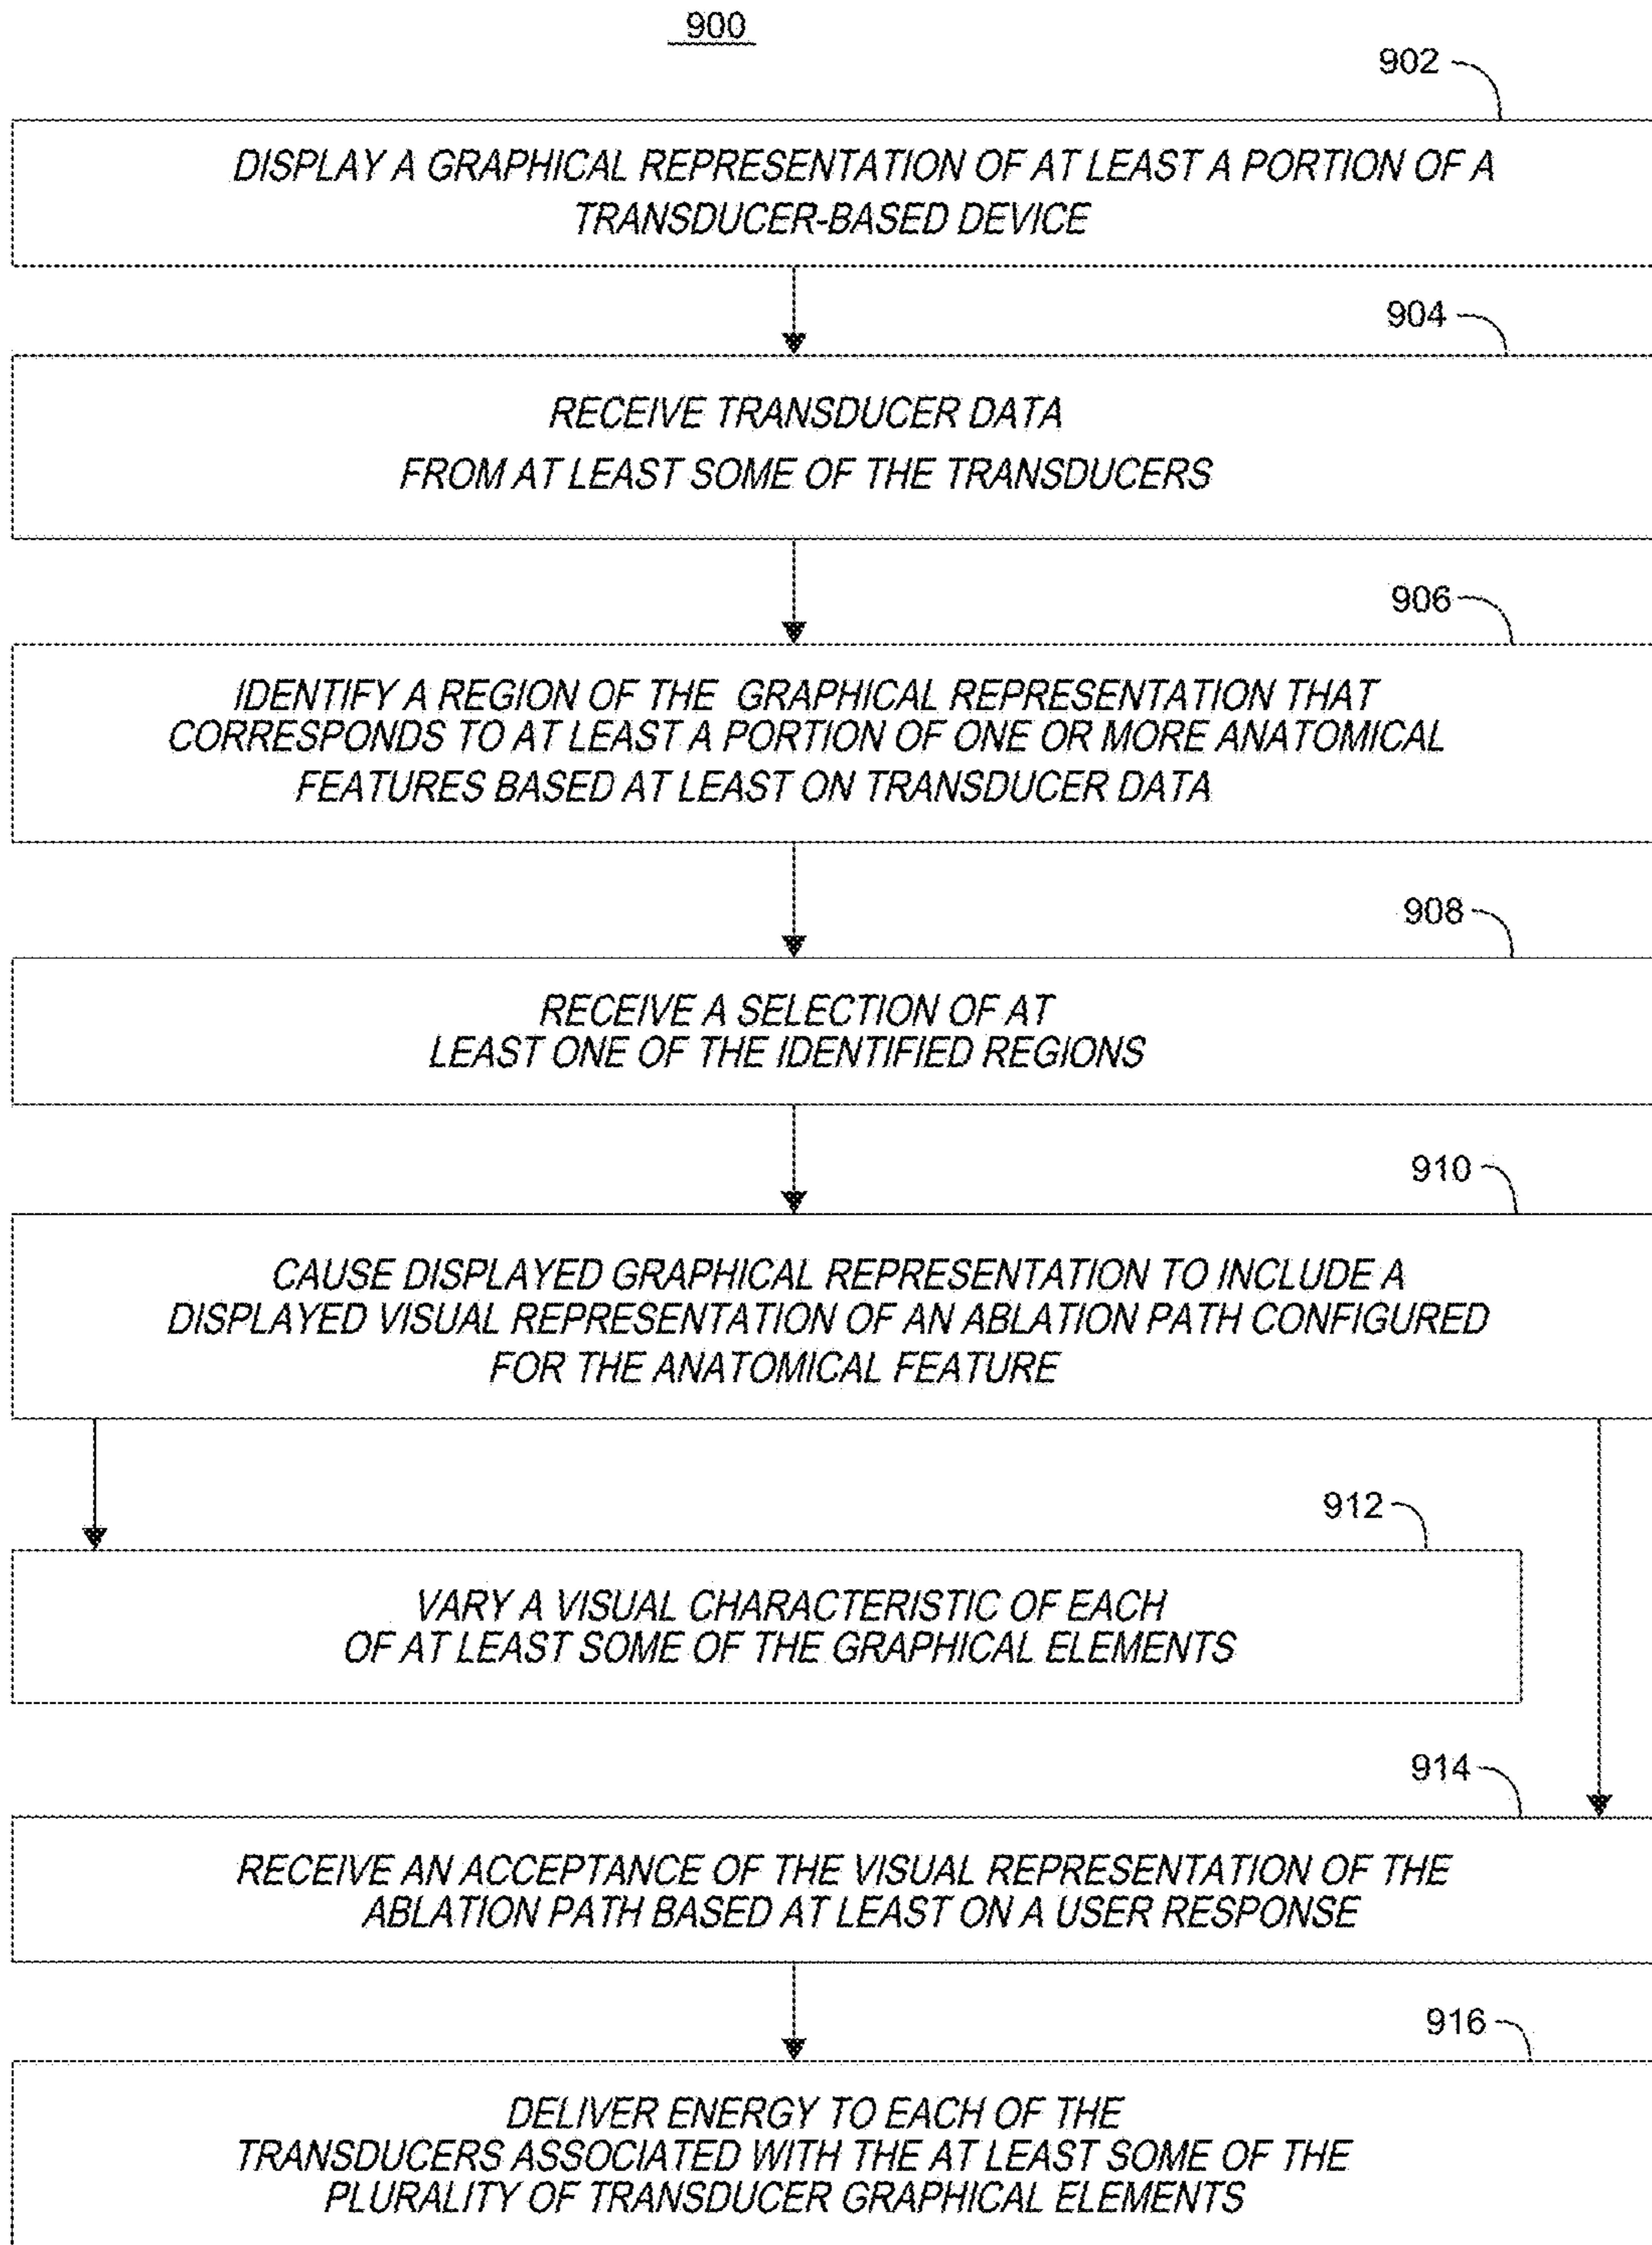 900
902
DISPLAY A GRAPHICAL REPRESENTATION OF AT LEAST A PORTION OF A
TRANSDUCER-BASED DEVICE
904
RECEIVE TRANSDUCER DATA
FROM AT LEAST SOME OF THE TRANSDUCERS
906
IDENTIFY A REGION OF THE GRAPHICAL REPRESENTATION THAT
CORRESPONDS TO AT LEAST A PORTION OF ONE OR MORE ANATOMICAL
FEATURES BASED AT LEAST ON TRANSDUCER DATA
908
RECEIVE A SELECTION OF AT
LEAST ONE OF THE IDENTIFIED REGIONS
910
CAUSE DISPLAYED GRAPHICAL REPRESENTATION TO INCLUDE A
DISPLAYED VISUAL REPRESENTATION OF AN ABLATION PATH CONFIGURED
FOR THE ANATOMICAL FEATURE
912
VARY A VISUAL CHARACTERISTIC OF EACH
OF AT LEAST SOME OF THE GRAPHICAL ELEMENTS
914
RECEIVE AN ACCEPTANCE OF THE VISUAL REPRESENTATION OF THE
ABLATION PATH BASED AT LEAST ON A USER RESPONSE
916
DELIVER ENERGY TO EACH OF THE
TRANSDUCERS ASSOCIATED WITH THE AT LEAST SOME OF THE
PLURALITY OF TRANSDUCER GRAPHICAL ELEMENTS